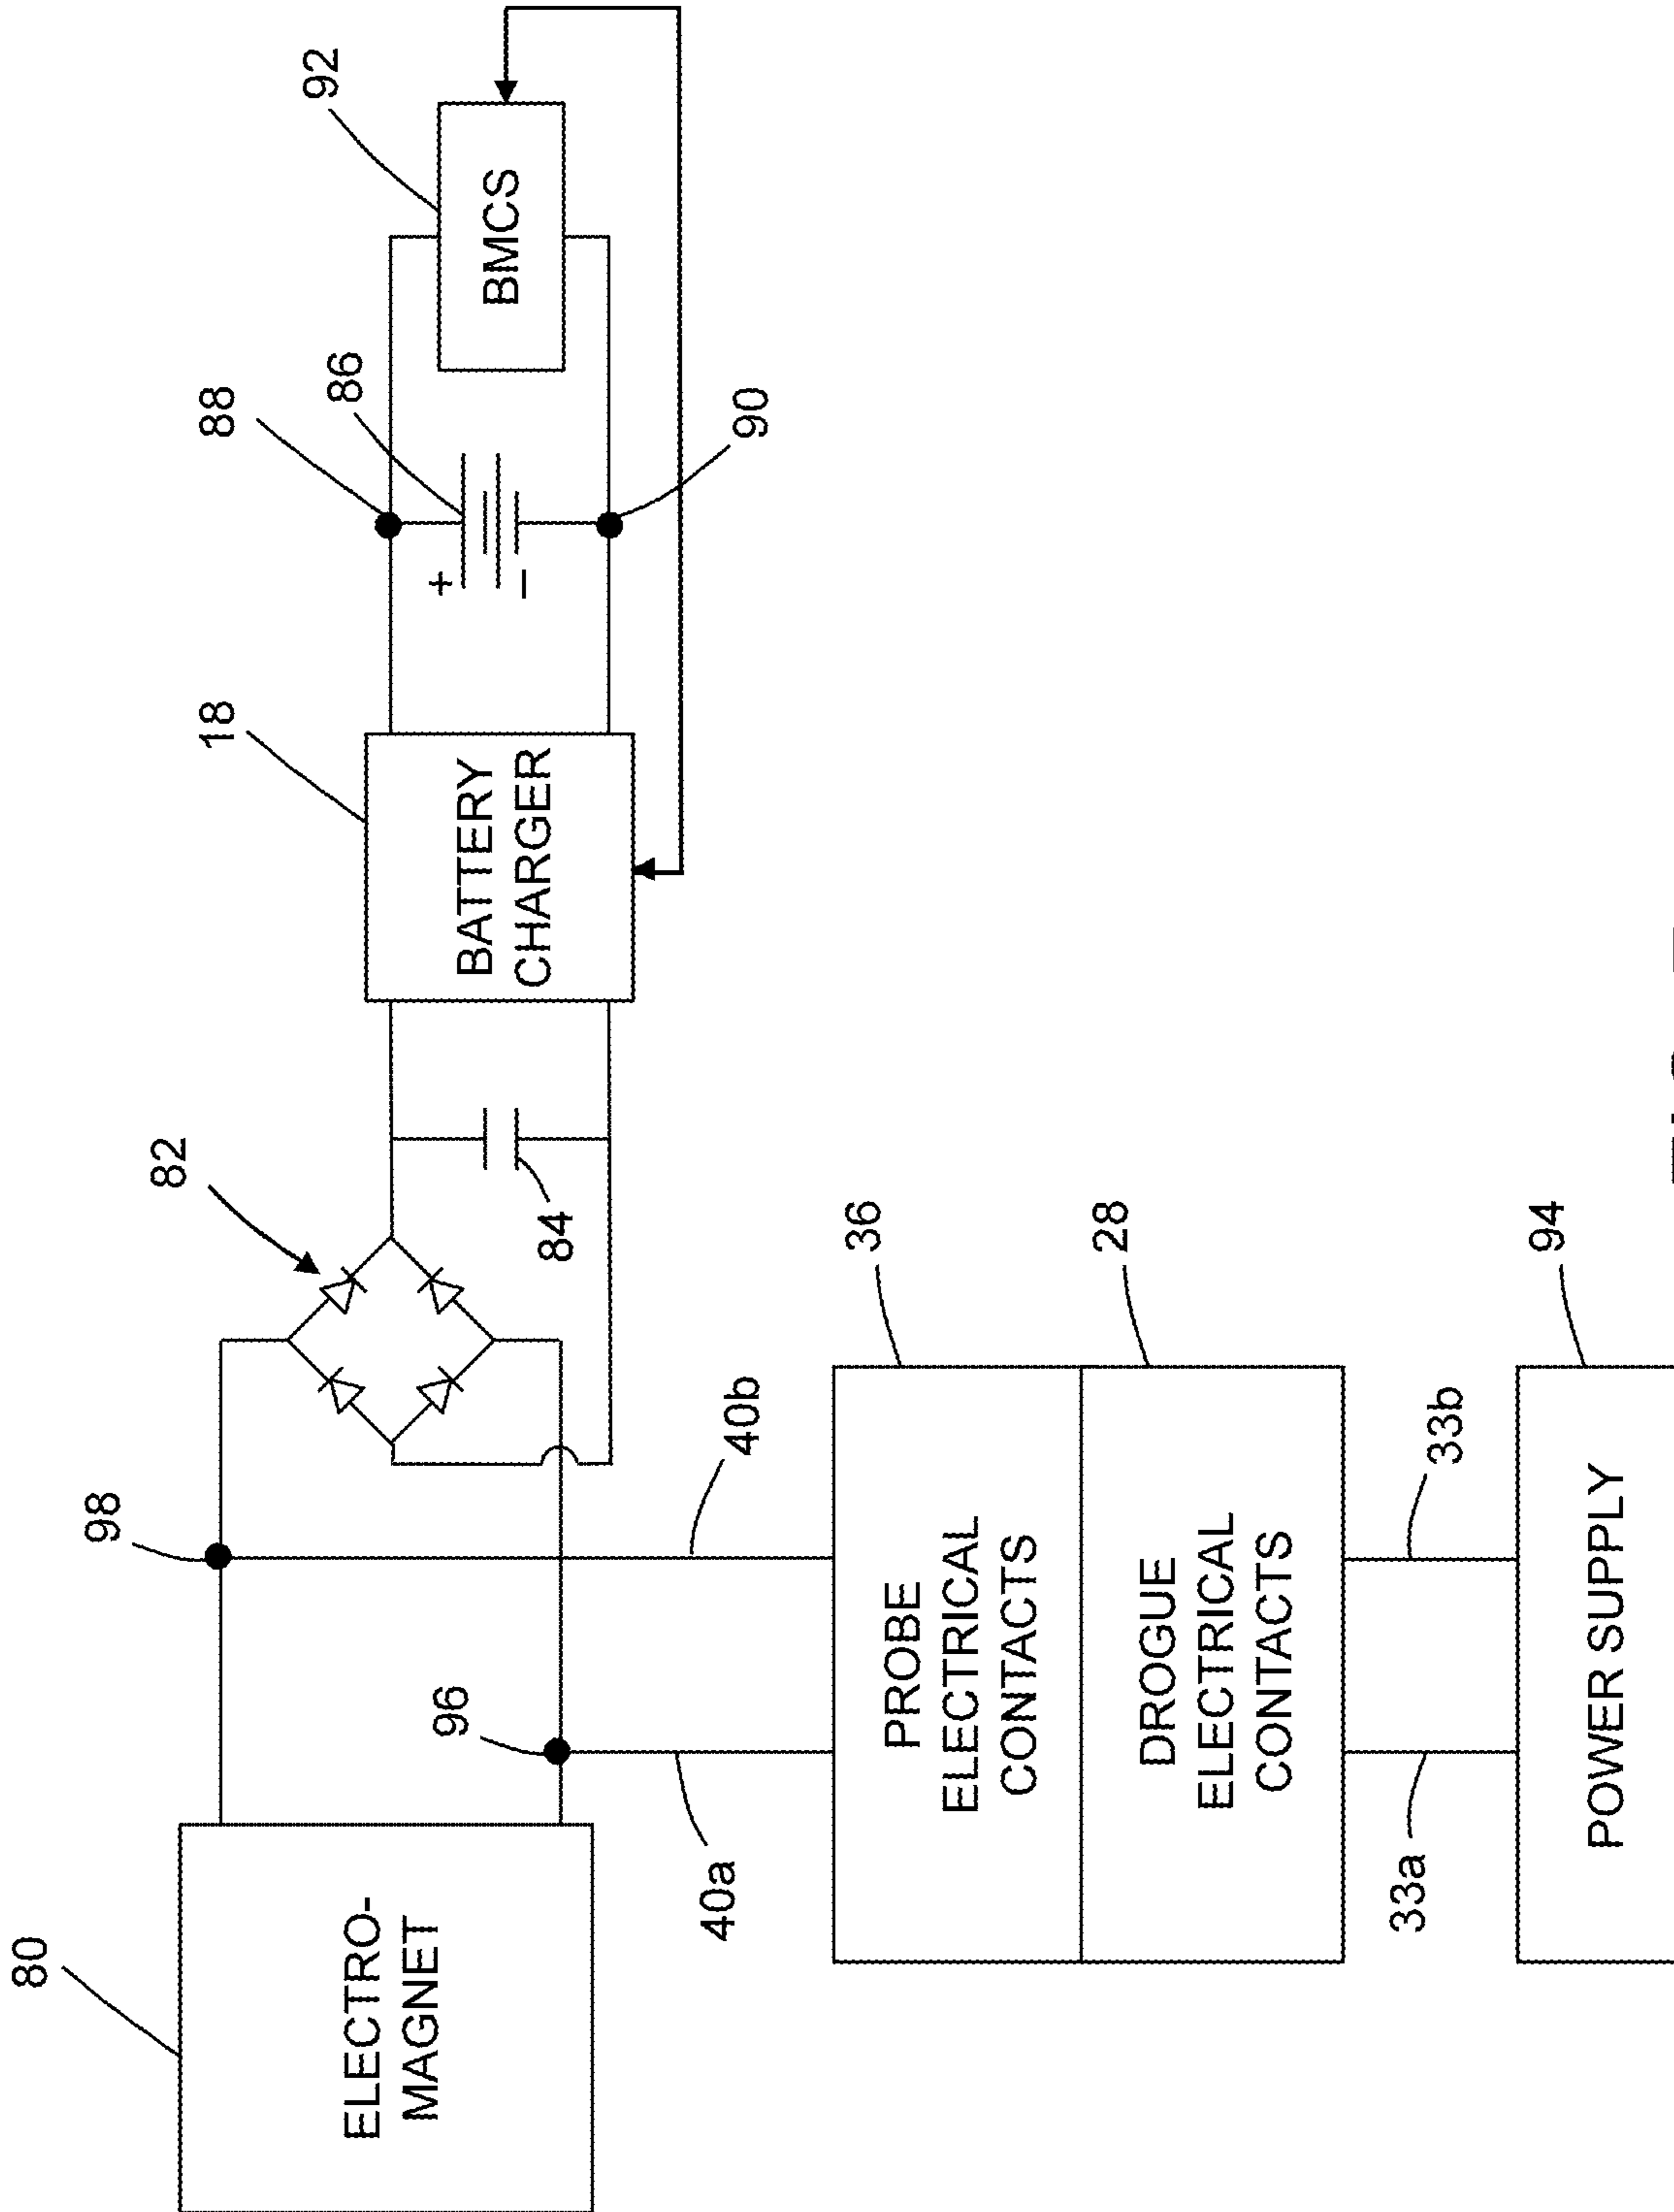 80
98
82
18
88
92
86
ELECTRO-
MAGNET
+
96
BATTERY
CHARGER
BMCS
–
84
40a
40b
90
36
PROBE
ELECTRICAL
CONTACTS
28
DROGUE
ELECTRICAL
CONTACTS
33a
33b
94
POWER SUPPLY